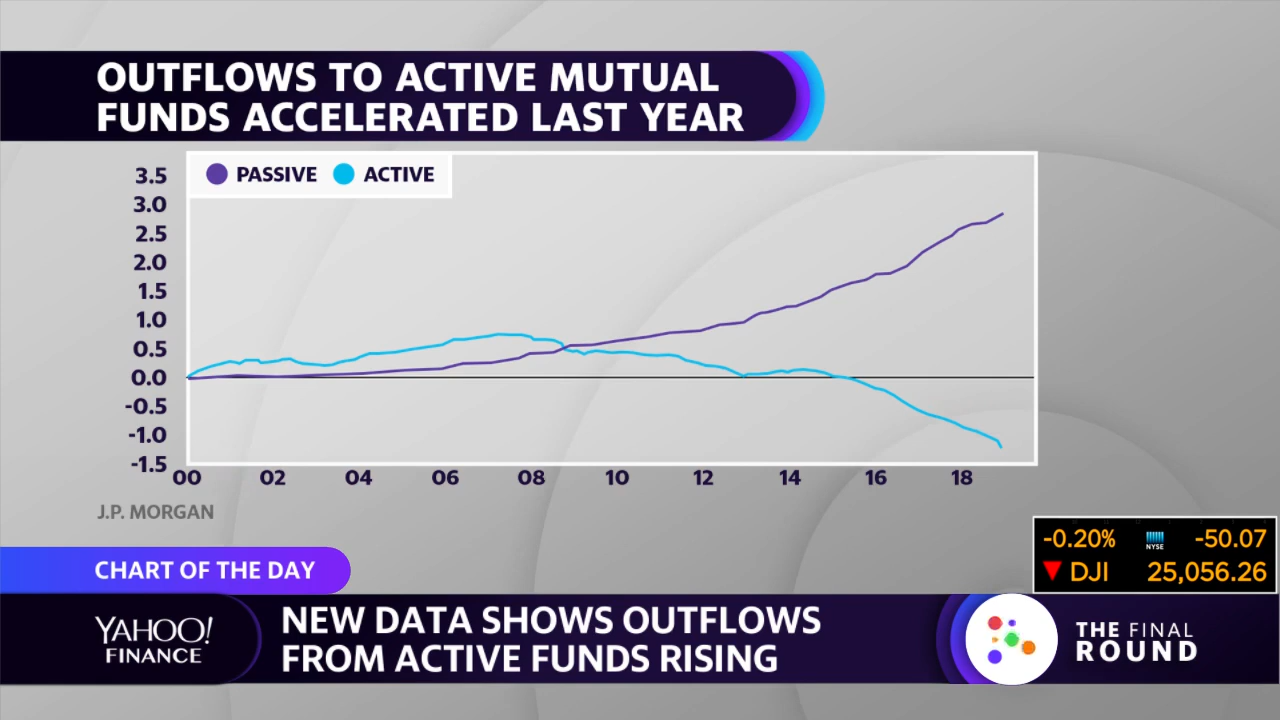 OUTFLOWS TO ACTIVE MUTUAL
FUNDS ACCELERATED LAST YEAR
PASSIVE ACTIVE
3.5
3.0
2.5
2.0
1.5
1.0
0.5
0.0
-0.5
-1.0
-1.5
00 02 04 06 08 10 12 14 16 18
J.P. MORGAN
-0.20% NYSE -50.07
DJI 25,056.26
CHART OF THE DAY
YAHOO!
FINANCE
NEW DATA SHOWS OUTFLOWS
FROM ACTIVE FUNDS RISING
THE FINAL
ROUND